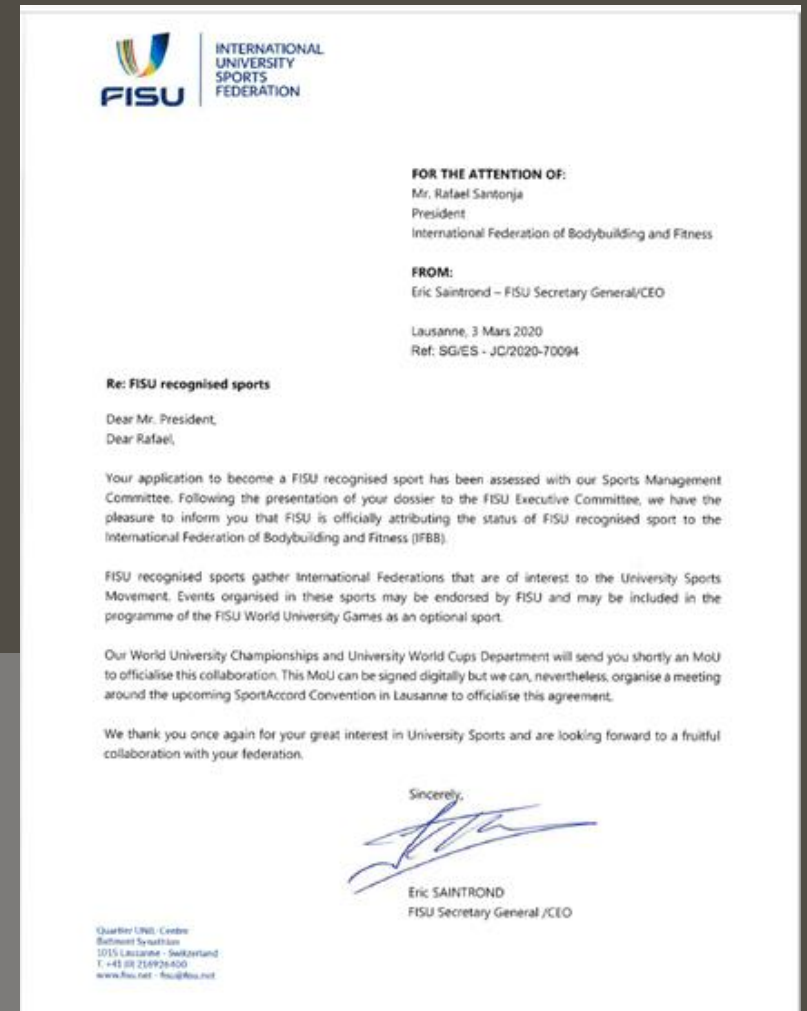 FISU
INTERNATIONAL
UNIVERSITY
SPORTS
FEDERATION
FOR THE ATTENTION OF:
Mr. Rafael Santonja
President
International Federation of Bodybuilding and Fitness
FROM:
Eric Saintrond – FISU Secretary General/CEO
Lausanne, 3 Mars 2020
Ref: SG/ES - JC/2020-70094
Re: FISU recognised sports
Dear Mr. President,
Dear Rafael,
Your application to become a FISU recognised sport has been assessed with our Sports Management
Committee. Following the presentation of your dossier to the FISU Executive Committee, we have the
pleasure to inform you that FISU is officially attributing the status of FISU recognised sport to the
International Federation of Bodybuilding and Fitness (IFBB).
FISU recognised sports gather International Federations that are of interest to the University Sports
Movement. Events organised in these sports may be endorsed by FISU and may be included in the
programme of the FISU World University Games as an optional sport.
Our World University Championships and University World Cups Department will send you shortly an MoU
to officialise this collaboration. This MoU can be signed digitally but we can, nevertheless, organise a meeting
around the upcoming SportAccord Convention in Lausanne to officialise this agreement.
We thank you once again for your great interest in University Sports and are looking forward to a fruitful
collaboration with your federation.
Sincerely,
Eric SAINTROND
FISU Secretary General /CEO
Quartier UNIL-Centre
Bâtiment Synathlon
1015 Lausanne - Switzerland
T. +41 (0) 216926400
www.fisu.net - fisu@fisu.net